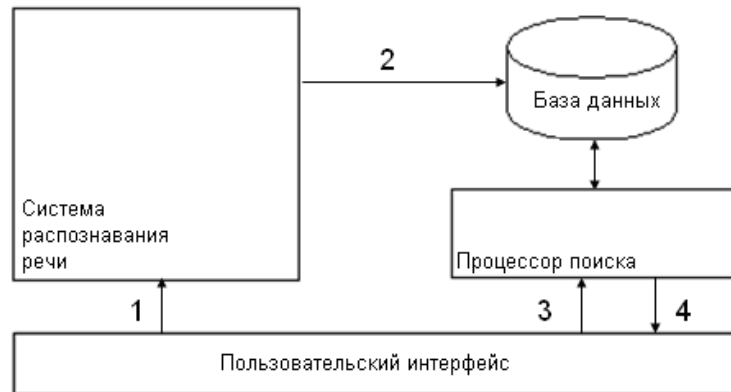 2
База данных
Система
распознавания
речи
Процессор поиска
1
3
4
Пользовательский интерфейс